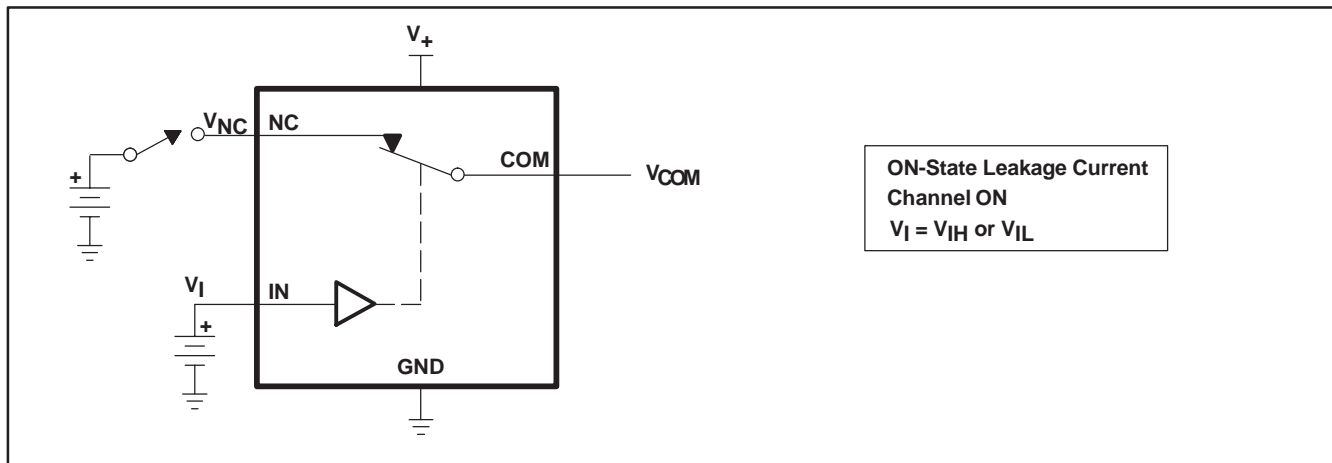 V+
VNC NC
COM
VCOM
+
VI IN
+
GND
ON-State Leakage Current
Channel ON
VI = VIH or VIL